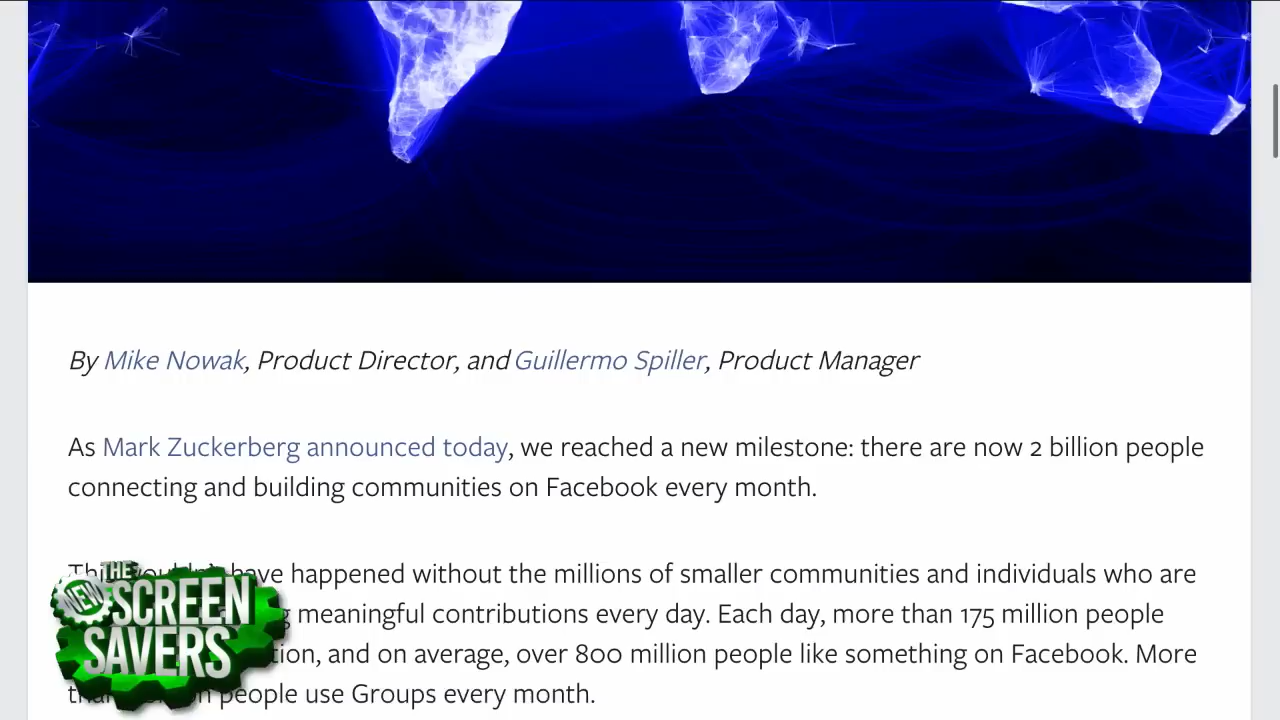 By Mike Nowak, Product Director, and Guillermo Spiller, Product Manager
As Mark Zuckerberg announced today, we reached a new milestone: there are now 2 billion people
connecting and building communities on Facebook every month.
have happened without the millions of smaller communities and individuals who are
meaningful contributions every day. Each day, more than 175 million people
and on average, over 800 million people like something on Facebook. More
people use Groups every month.
THE
NEW SCREEN
SAVERS